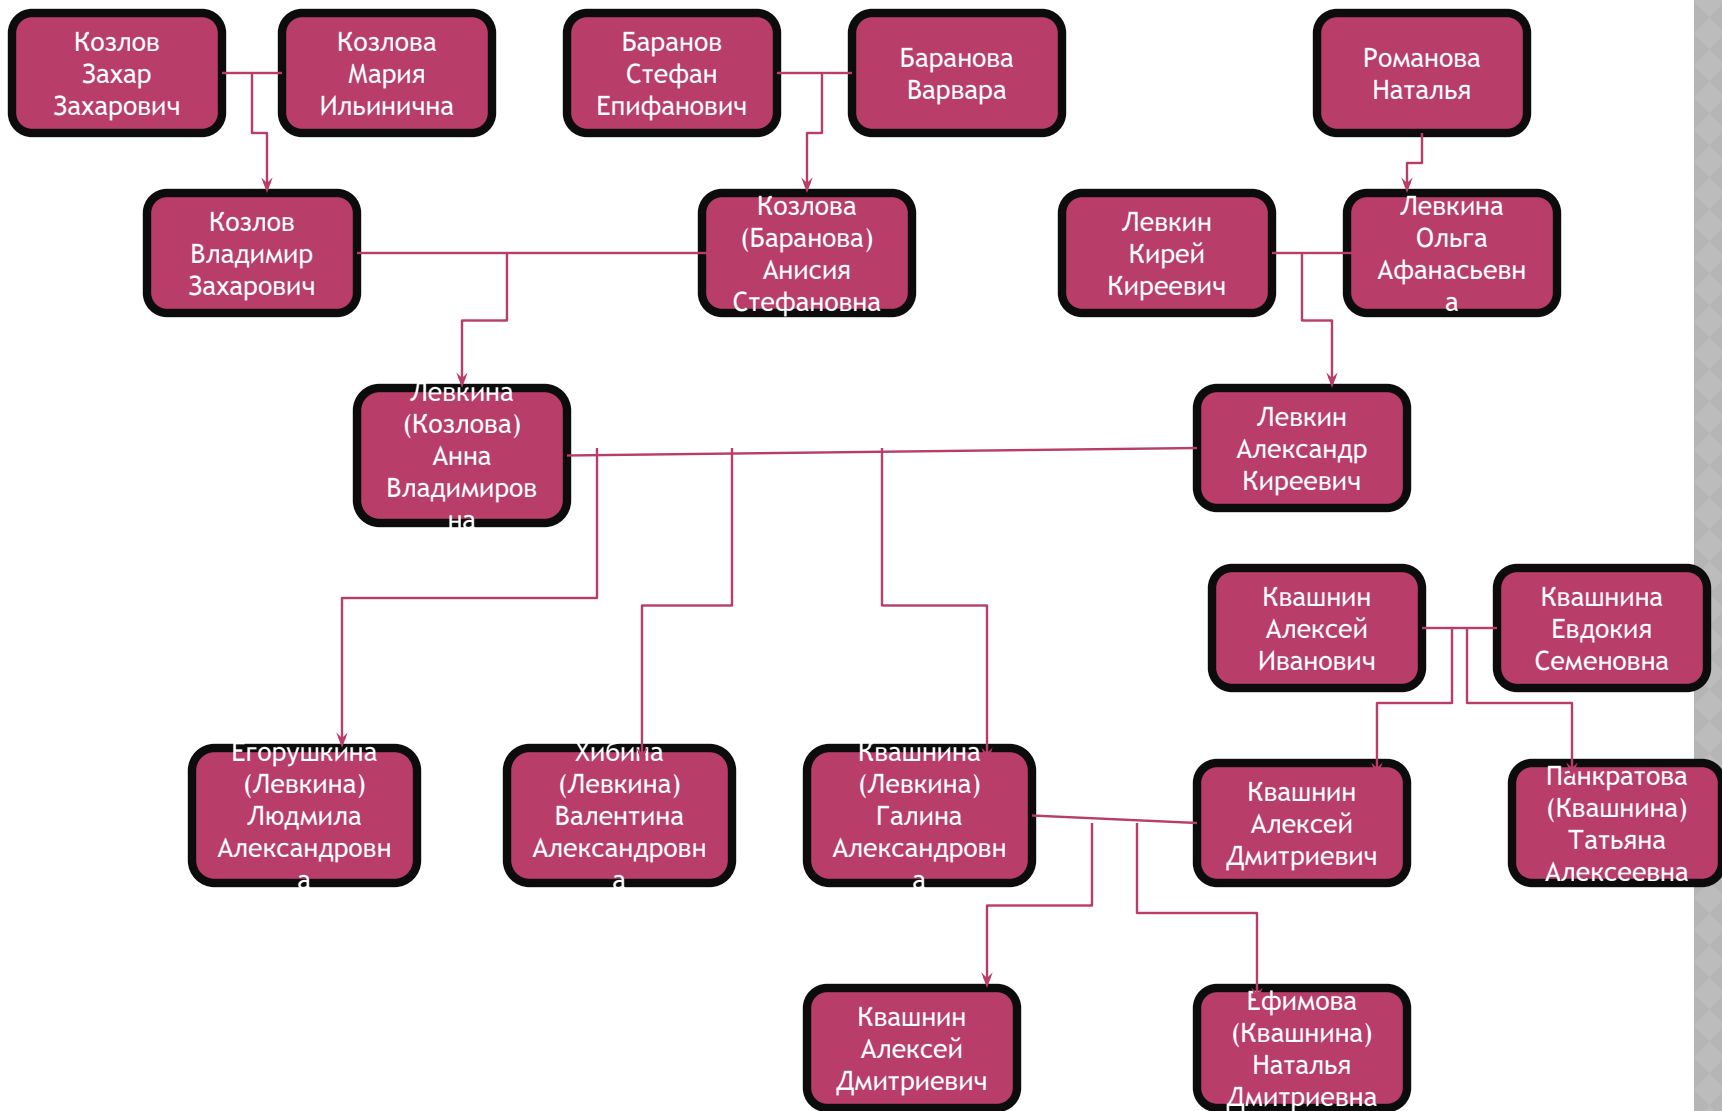 Козлов
Захар
Захарович
Козлова
Мария
Ильинична
Баранов
Стефан
Епифанович
Баранова
Варвара
Романова
Наталья
Козлов
Владимир
Захарович
Козлова
(Баранова)
Анисия
Стефановна
Левкин
Кирей
Киреевич
Левкина
Ольга
Афанасьевн
а
Левкина
(Козлова)
Анна
Владимиров
на
Левкин
Александр
Киреевич
Квашнин
Алексей
Иванович
Квашнина
Евдокия
Семеновна
Егорушкина
(Левкина)
Людмила
Александровн
а
(Левкина)
Валентина
Александровн
а
Квашнина
(Левкина)
Галина
Александровн
а
Квашнин
Алексей
Дмитриевич
Панкратова
(Квашнина)
Татьяна
Алексеевна
Квашнин
Алексей
Дмитриевич
Ефимова
(Квашнина)
Наталья
Дмитриевна